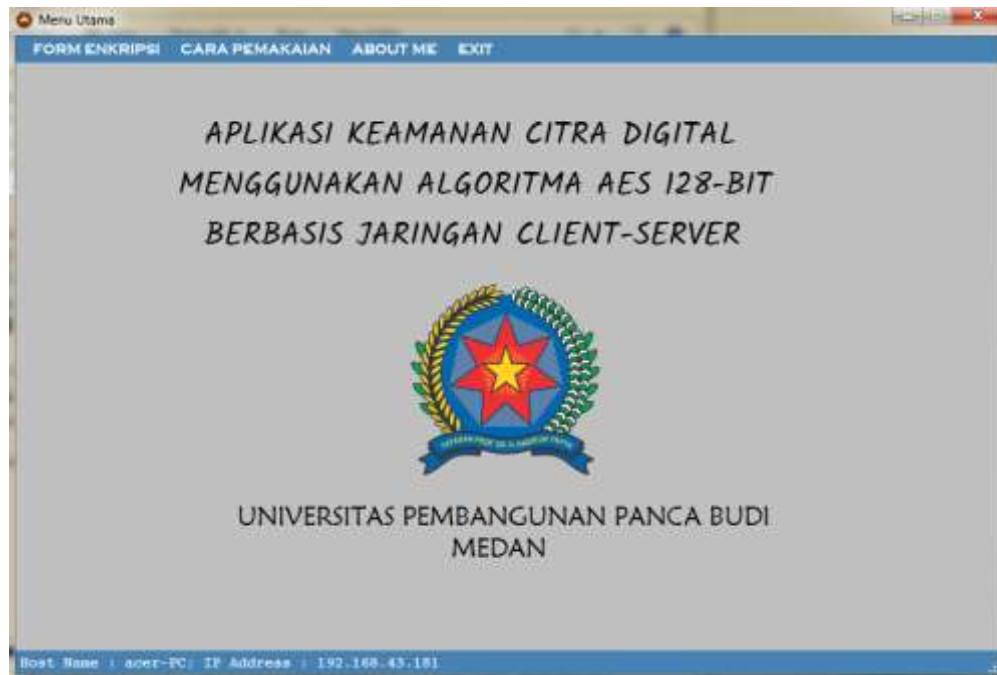 Menu Utama
FORM ENKRIPSI CARA PEMAKAIAN ABOUT ME EXIT
APLIKASI KEAMANAN CITRA DIGITAL
MENGGUNAKAN ALGORITMA AES 128-BIT
BERBASIS JARINGAN CLIENT-SERVER
UNIVERSITAS PEMBANGUNAN PANCA BUDI
MEDAN
Host Name : acer-PC; IP Address : 192.168.43.181